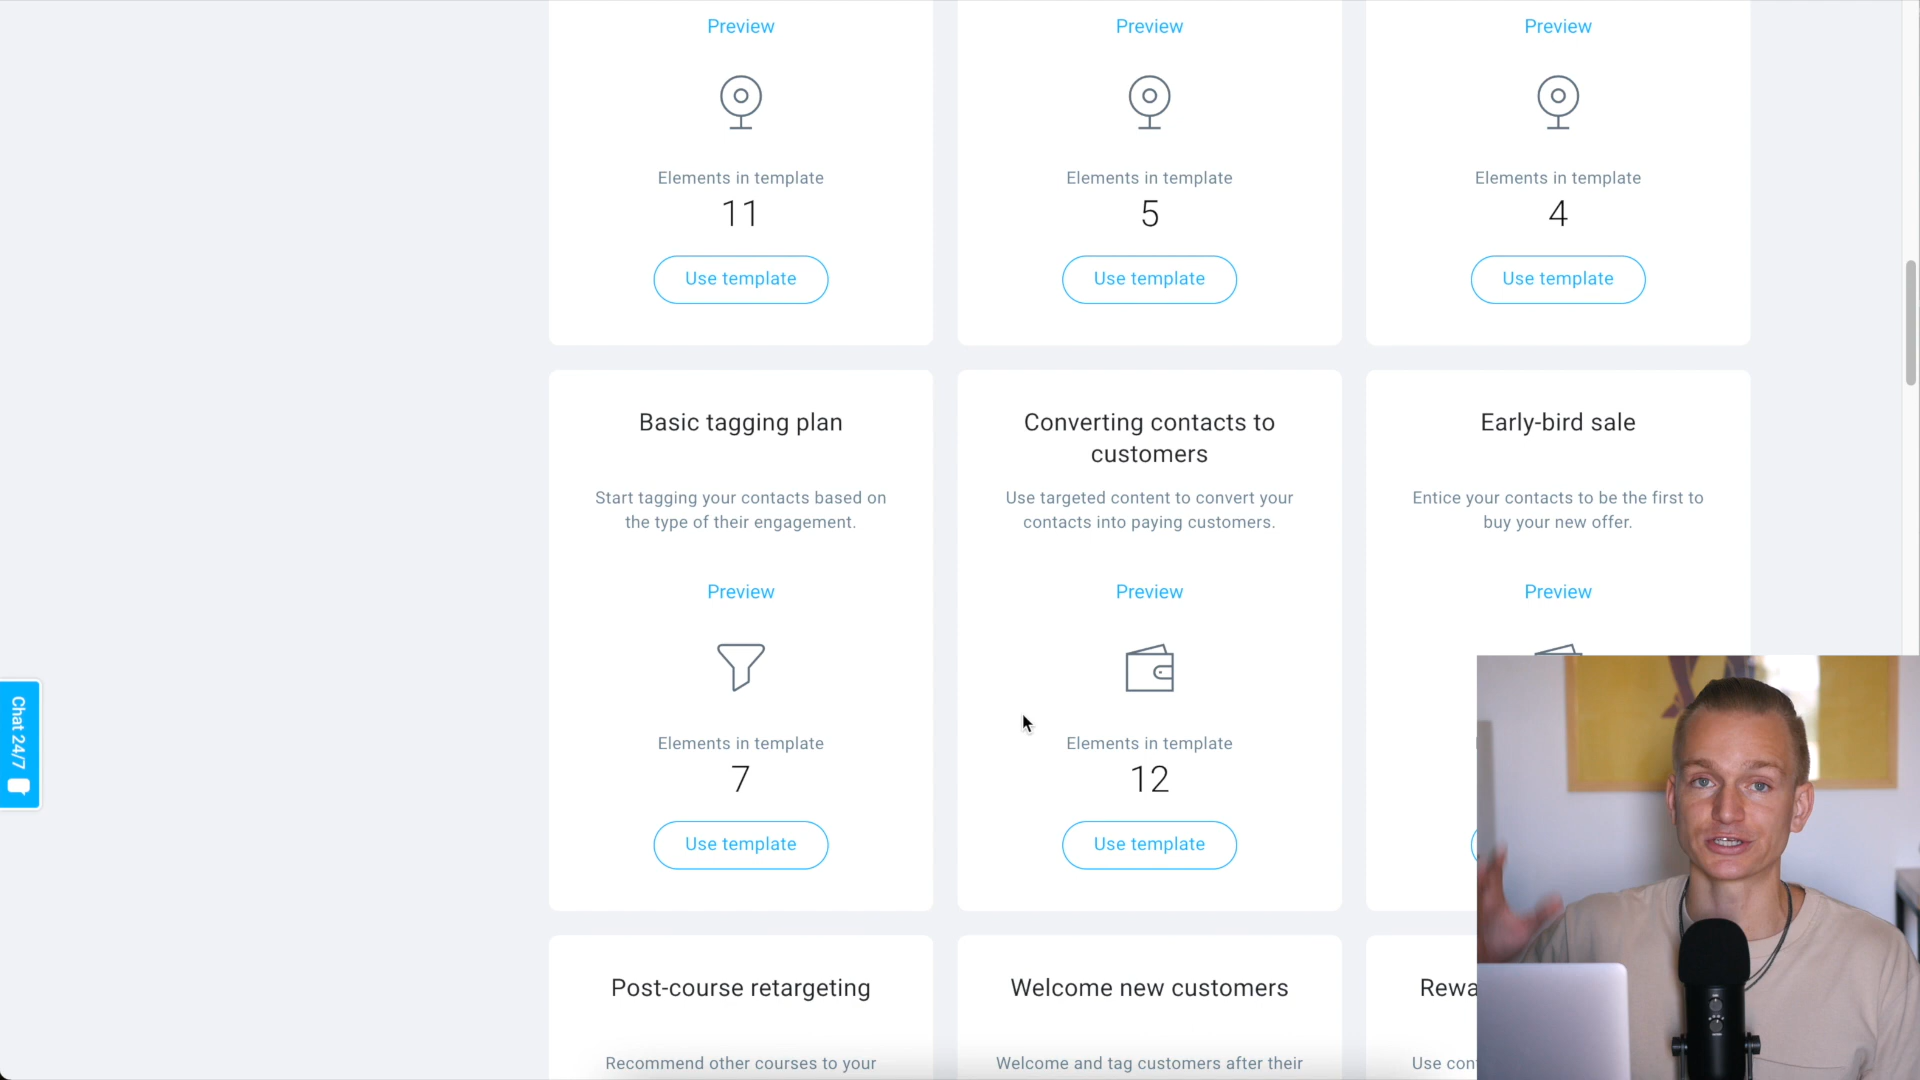 Preview
Preview
Preview
Elements in template
Elements in template
Elements in template
11
5
4
Use template
Use template
Use template
Basic tagging plan
Converting contacts to
customers
Early-bird sale
Start tagging your contacts based on
the type of their engagement.
Use targeted content to convert your
contacts into paying customers.
Entice your contacts to be the first to
buy your new offer.
Preview
Preview
Preview
Elements in template
Elements in template
7
12
Use template
Use template
Chat 24/7
Post-course retargeting
Welcome new customers
Recommend other courses to your
Welcome and tag customers after their
Use